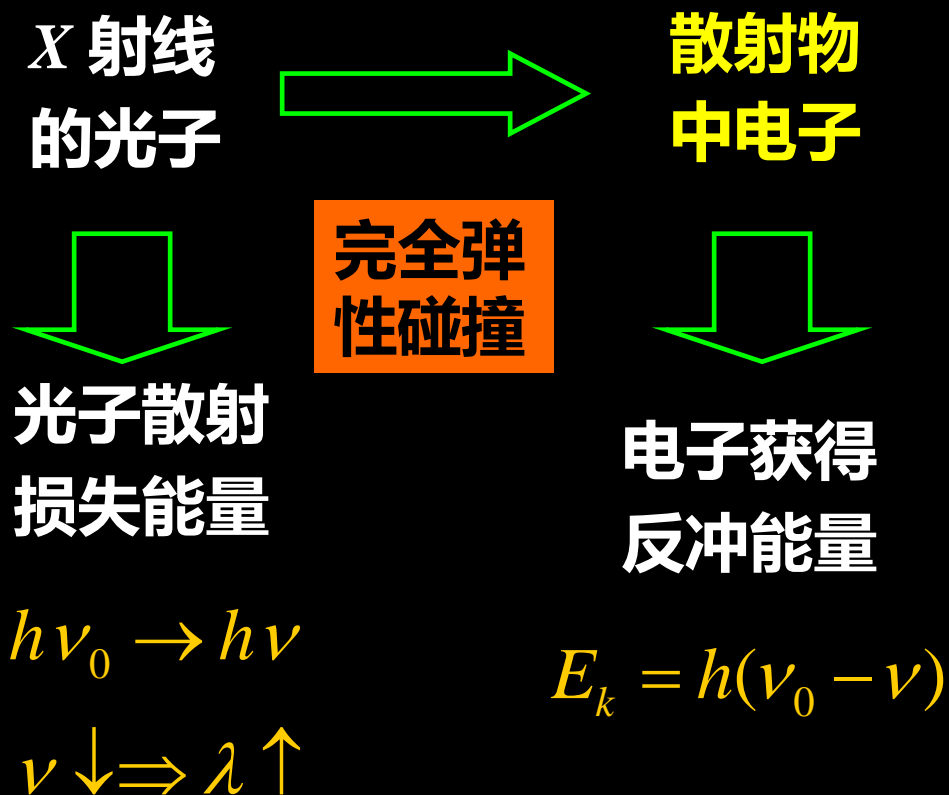 X 射线
的光子
散射物
中电子
完全弹
性碰撞
光子散射
损失能量
电子获得
反冲能量
hν₀ → hν
ν ↓⇒ λ ↑
E_k = h(ν₀ − ν)